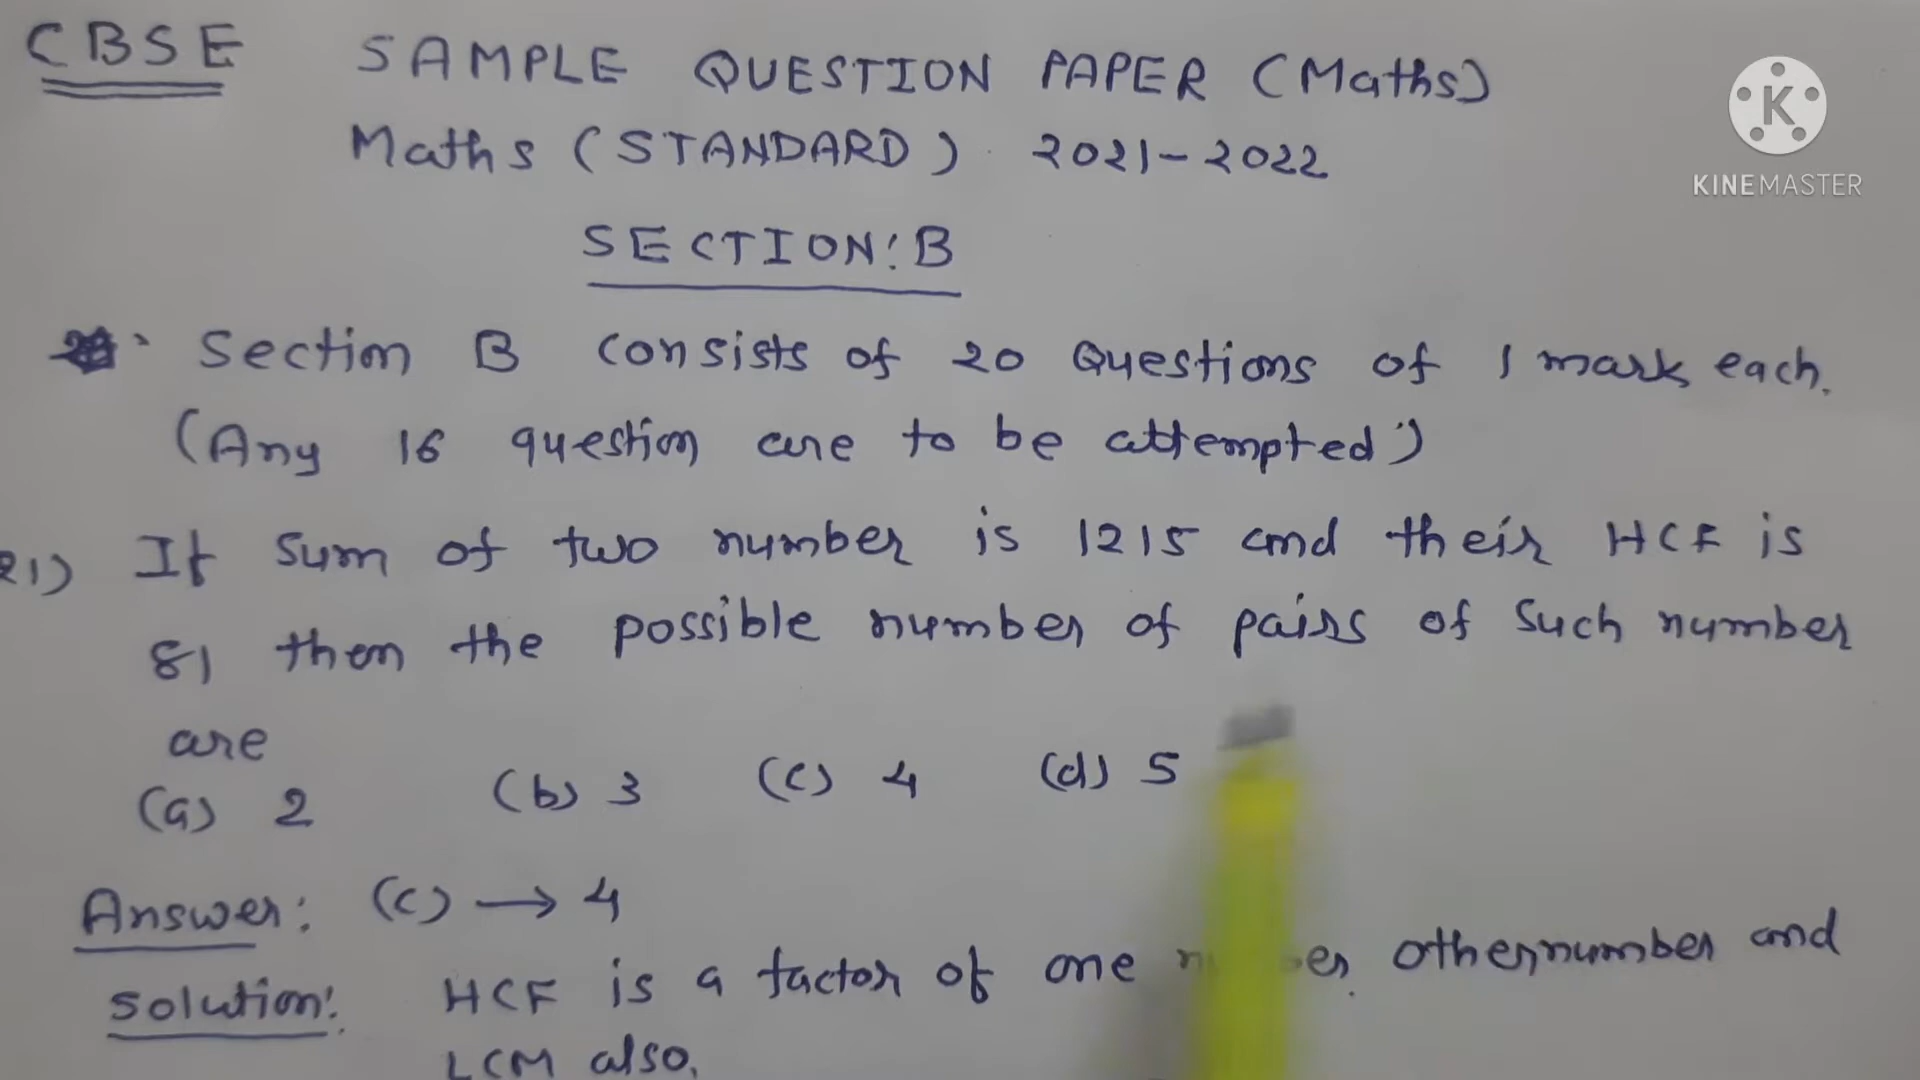 CBSE SAMPLE QUESTION PAPER (Maths)
Maths (STANDARD) 2021-2022
KINEMASTER
SECTION: B
Section B consists of 20 Questions of 1 mark each.
(Any 16 question are to be attempted)
21) If sum of two number is 1215 and their HCF is
81 then the possible number of pairs of such number
are
(a) 2 (b) 3 (c) 4 (d) 5
Answer: (c) → 4
Solution: HCF is a factor of one other number and
LCM also.